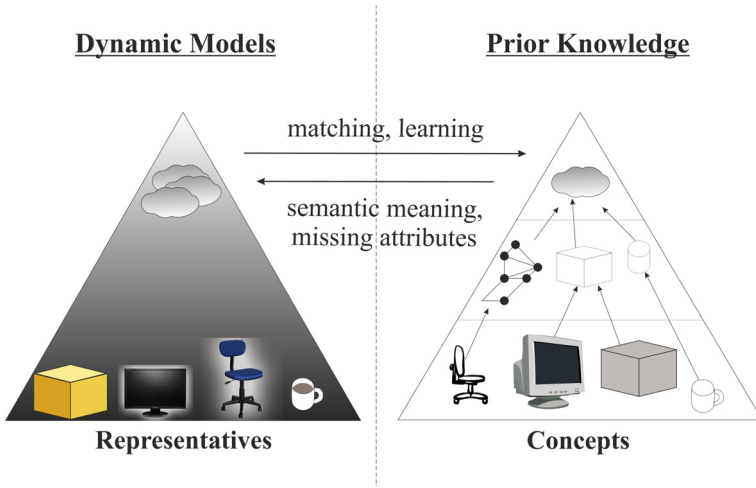 Dynamic Models
Prior Knowledge
matching, learning
semantic meaning,
missing attributes
Representatives
Concepts